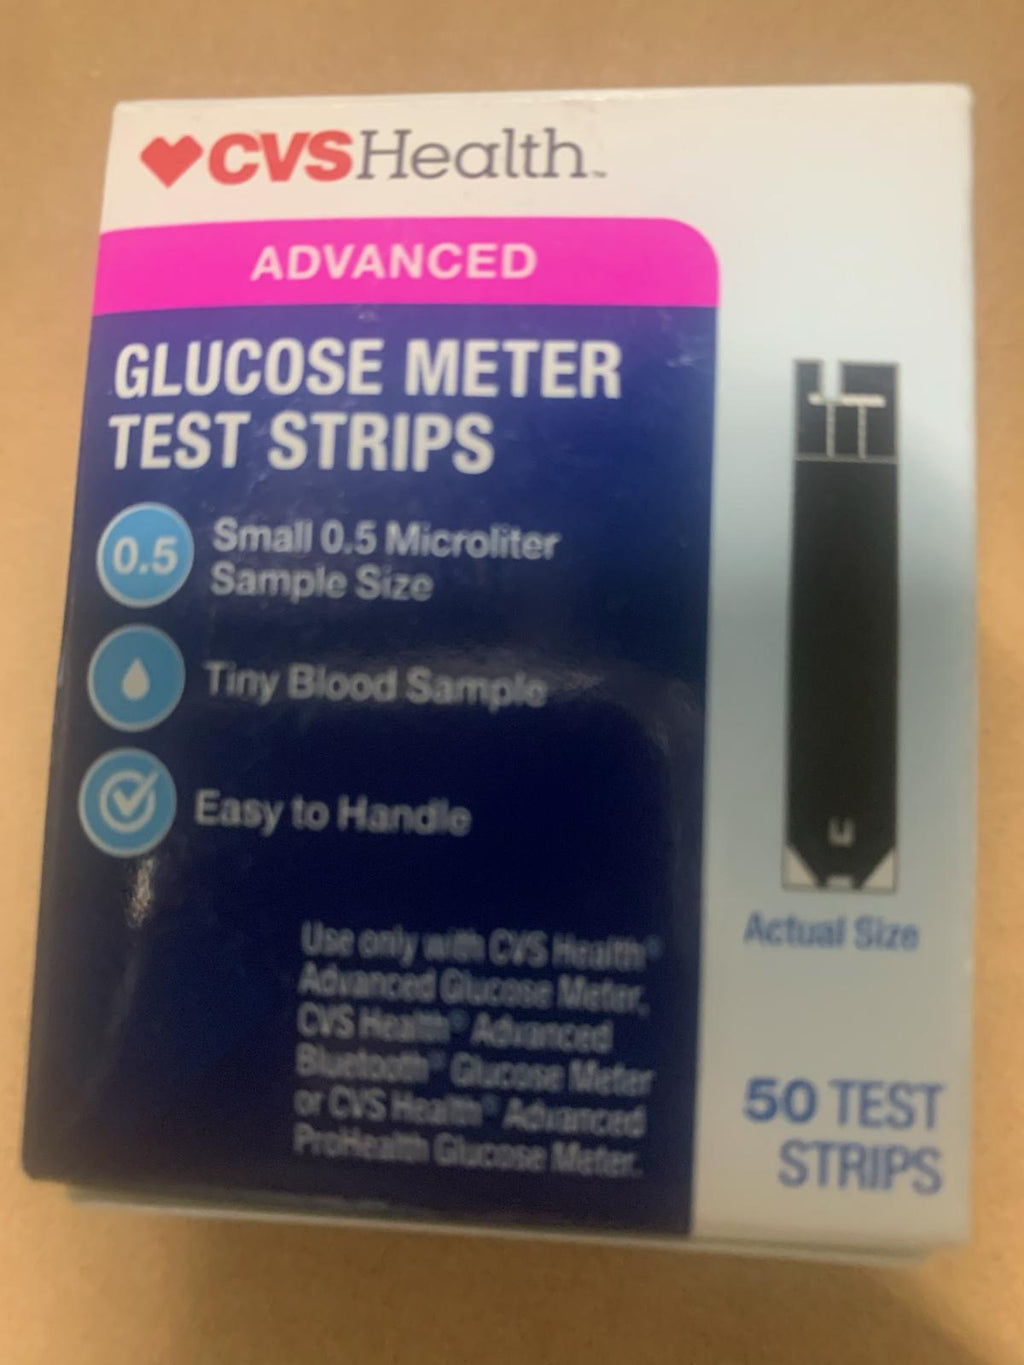 CVSHealth™
ADVANCED
GLUCOSE METER
TEST STRIPS
0.5
Small 0.5 Microliter
Sample Size
Tiny Blood Sample
Easy to Handle
Use only with CVS Health®
Advanced Glucose Meter,
CVS Health® Advanced
Bluetooth® Glucose Meter
or CVS Health® Advanced
ProHealth Glucose Meter.
Actual Size
50 TEST
STRIPS